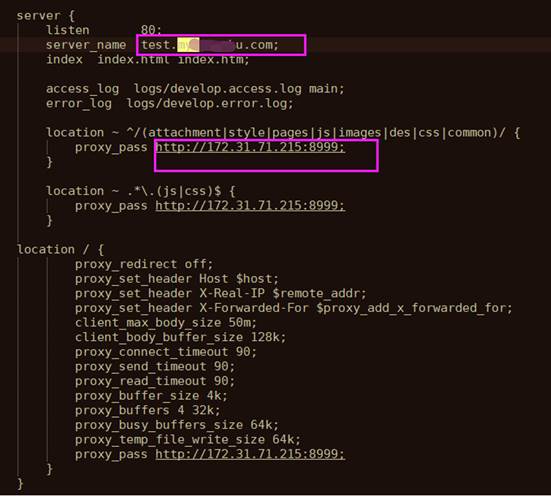 server {
listen 80;
server_name test.u.com;
index index.html index.htm;
access_log logs/develop.access.log main;
error_log logs/develop.error.log;
location ~ ^/(attachment|style|pages|js|images|des|css|common)/ {
proxy_pass http://172.31.71.215:8999;
}
location ~ .*\.(js|css)$ {
proxy_pass http://172.31.71.215:8999;
}
location / {
proxy_redirect off;
proxy_set_header Host $host;
proxy_set_header X-Real-IP $remote_addr;
proxy_set_header X-Forwarded-For $proxy_add_x_forwarded_for;
client_max_body_size 50m;
client_body_buffer_size 128k;
proxy_connect_timeout 90;
proxy_send_timeout 90;
proxy_read_timeout 90;
proxy_buffer_size 4k;
proxy_buffers 4 32k;
proxy_busy_buffers_size 64k;
proxy_temp_file_write_size 64k;
proxy_pass http://172.31.71.215:8999;
}
}